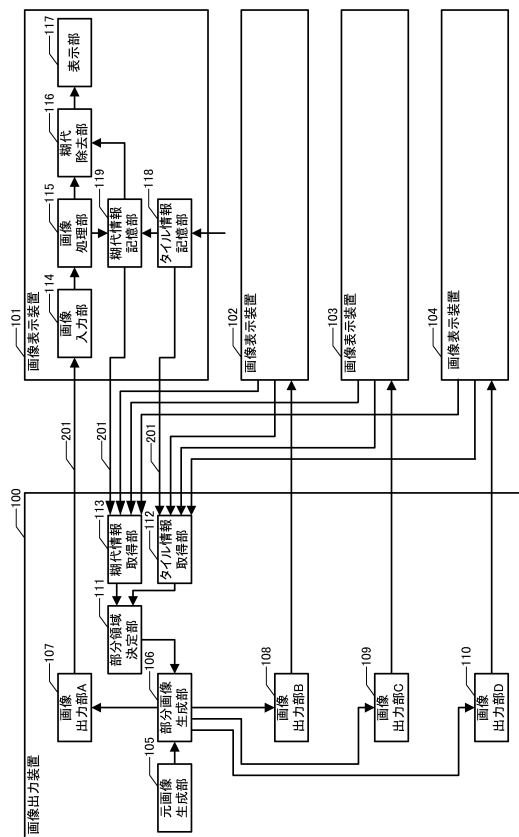 100
画像出力装置
105
元画像
生成部
106
部分画像
生成部
107
画像
出力部A
108
画像
出力部B
109
画像
出力部C
110
画像
出力部D
111
部分領域
決定部
112
タイル情報
取得部
113
糊代情報
取得部
201
201
201
101
画像表示装置
114
画像
入力部
115
画像
処理部
116
糊代
除去部
117
表示部
118
タイル情報
記憶部
119
糊代情報
記憶部
102
画像表示装置
103
画像表示装置
104
画像表示装置